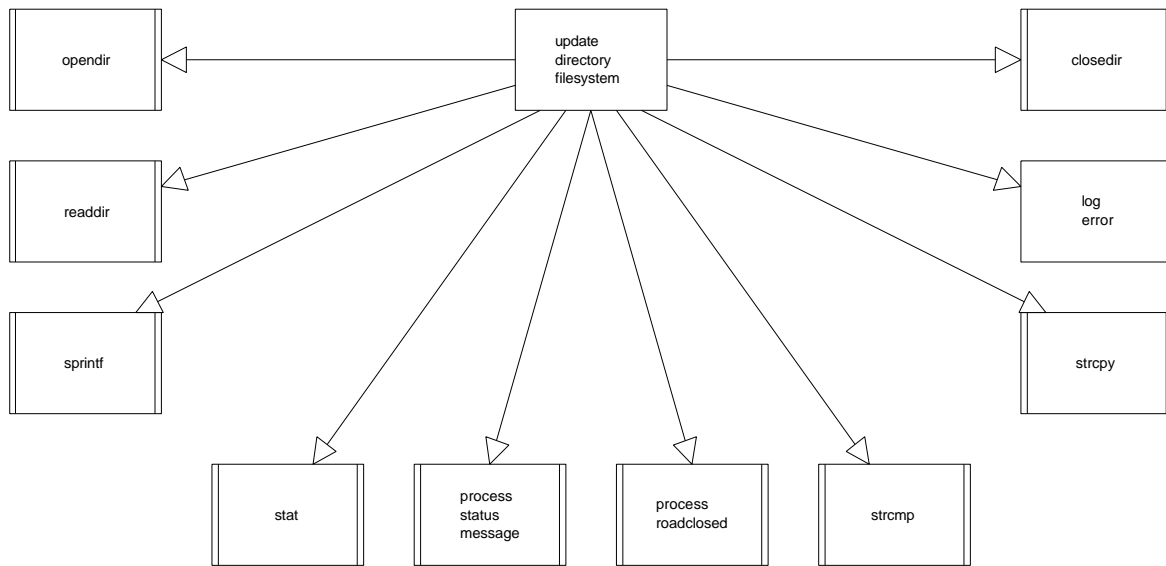 opendir
update
directory
filesystem
closedir
readdir
log
error
sprintf
strcpy
stat
process
status
message
process
roadclosed
strcmp